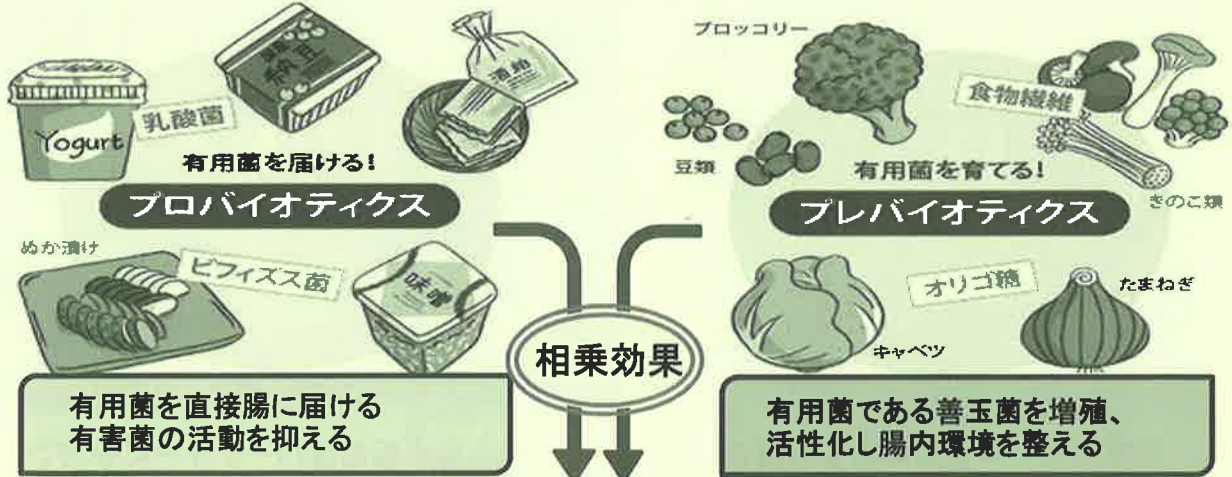 Yogurt
乳酸菌
納豆
酒粕
有用菌を届ける!
プロバイオティクス
ぬか漬け
ビフィズス菌
味噌
有用菌を直接腸に届ける
有害菌の活動を抑える
相乗効果
ブロッコリー
食物繊維
豆類
有用菌を育てる!
きのこ類
プレバイオティクス
オリゴ糖
たまねぎ
キャベツ
有用菌である善玉菌を増殖、
活性化し腸内環境を整える